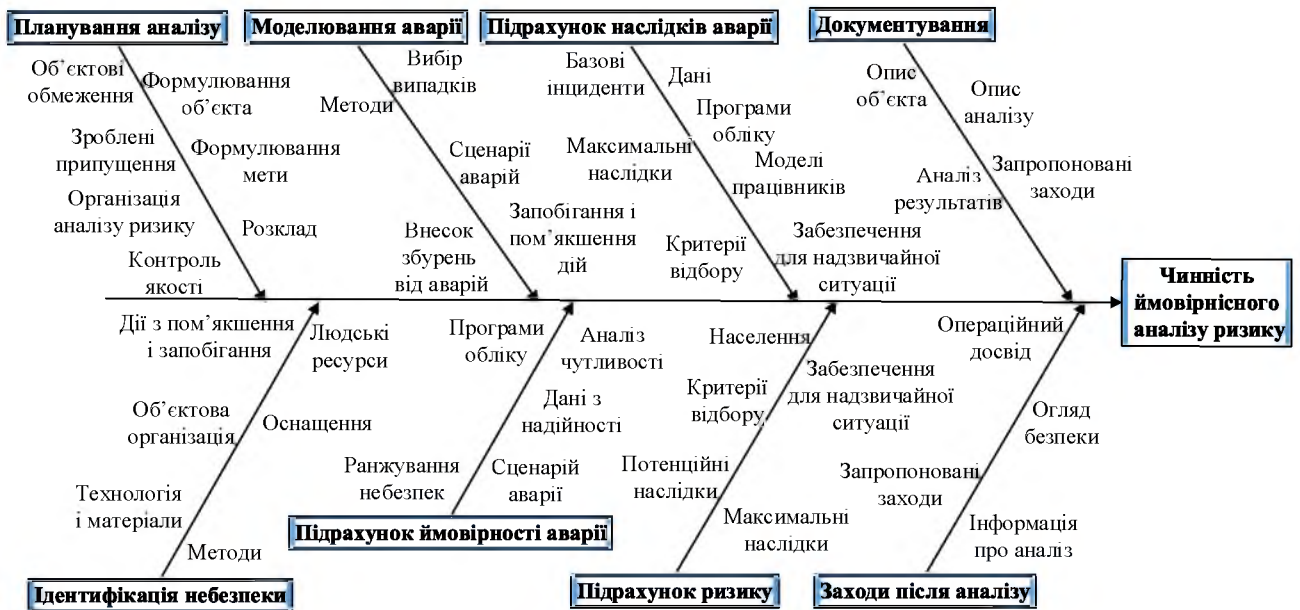 Планування аналізу
Моделювання аварії
Підрахунок наслідків аварії
Документування
Об’єктові
обмеження
Формулювання
об’єкта
Зроблені
припущення
Формулювання
мети
Організація
аналізу ризику
Розклад
Контроль
якості
Вибір
випадків
Методи
Сценарії
аварій
Внесок
збурень
від аварій
Базові
інциденти
Дані
Програми
обліку
Максимальні
наслідки
Моделі
працівників
Запобігання і
пом’якшення
дій
Критерії
відбору
Забезпечення
для надзвичайної
ситуації
Опис
об’єкта
Опис
аналізу
Аналіз
результатів
Запропоновані
заходи
Чинність
ймовірнісного
аналізу ризику
Дії з пом’якшення
і запобігання
Людські
ресурси
Об’єктова
організація
Оснащення
Технологія
і матеріали
Методи
Ідентифікація небезпеки
Програми
обліку
Аналіз
чутливості
Дані з
надійності
Ранжування
небезпек
Сценарій
аварії
Підрахунок ймовірності аварії
Населення
Критерії
відбору
Забезпечення
для надзвичайної
ситуації
Потенційні
наслідки
Максимальні
наслідки
Підрахунок ризику
Операційний
досвід
Огляд
безпеки
Запропоновані
заходи
Інформація
про аналіз
Заходи після аналізу